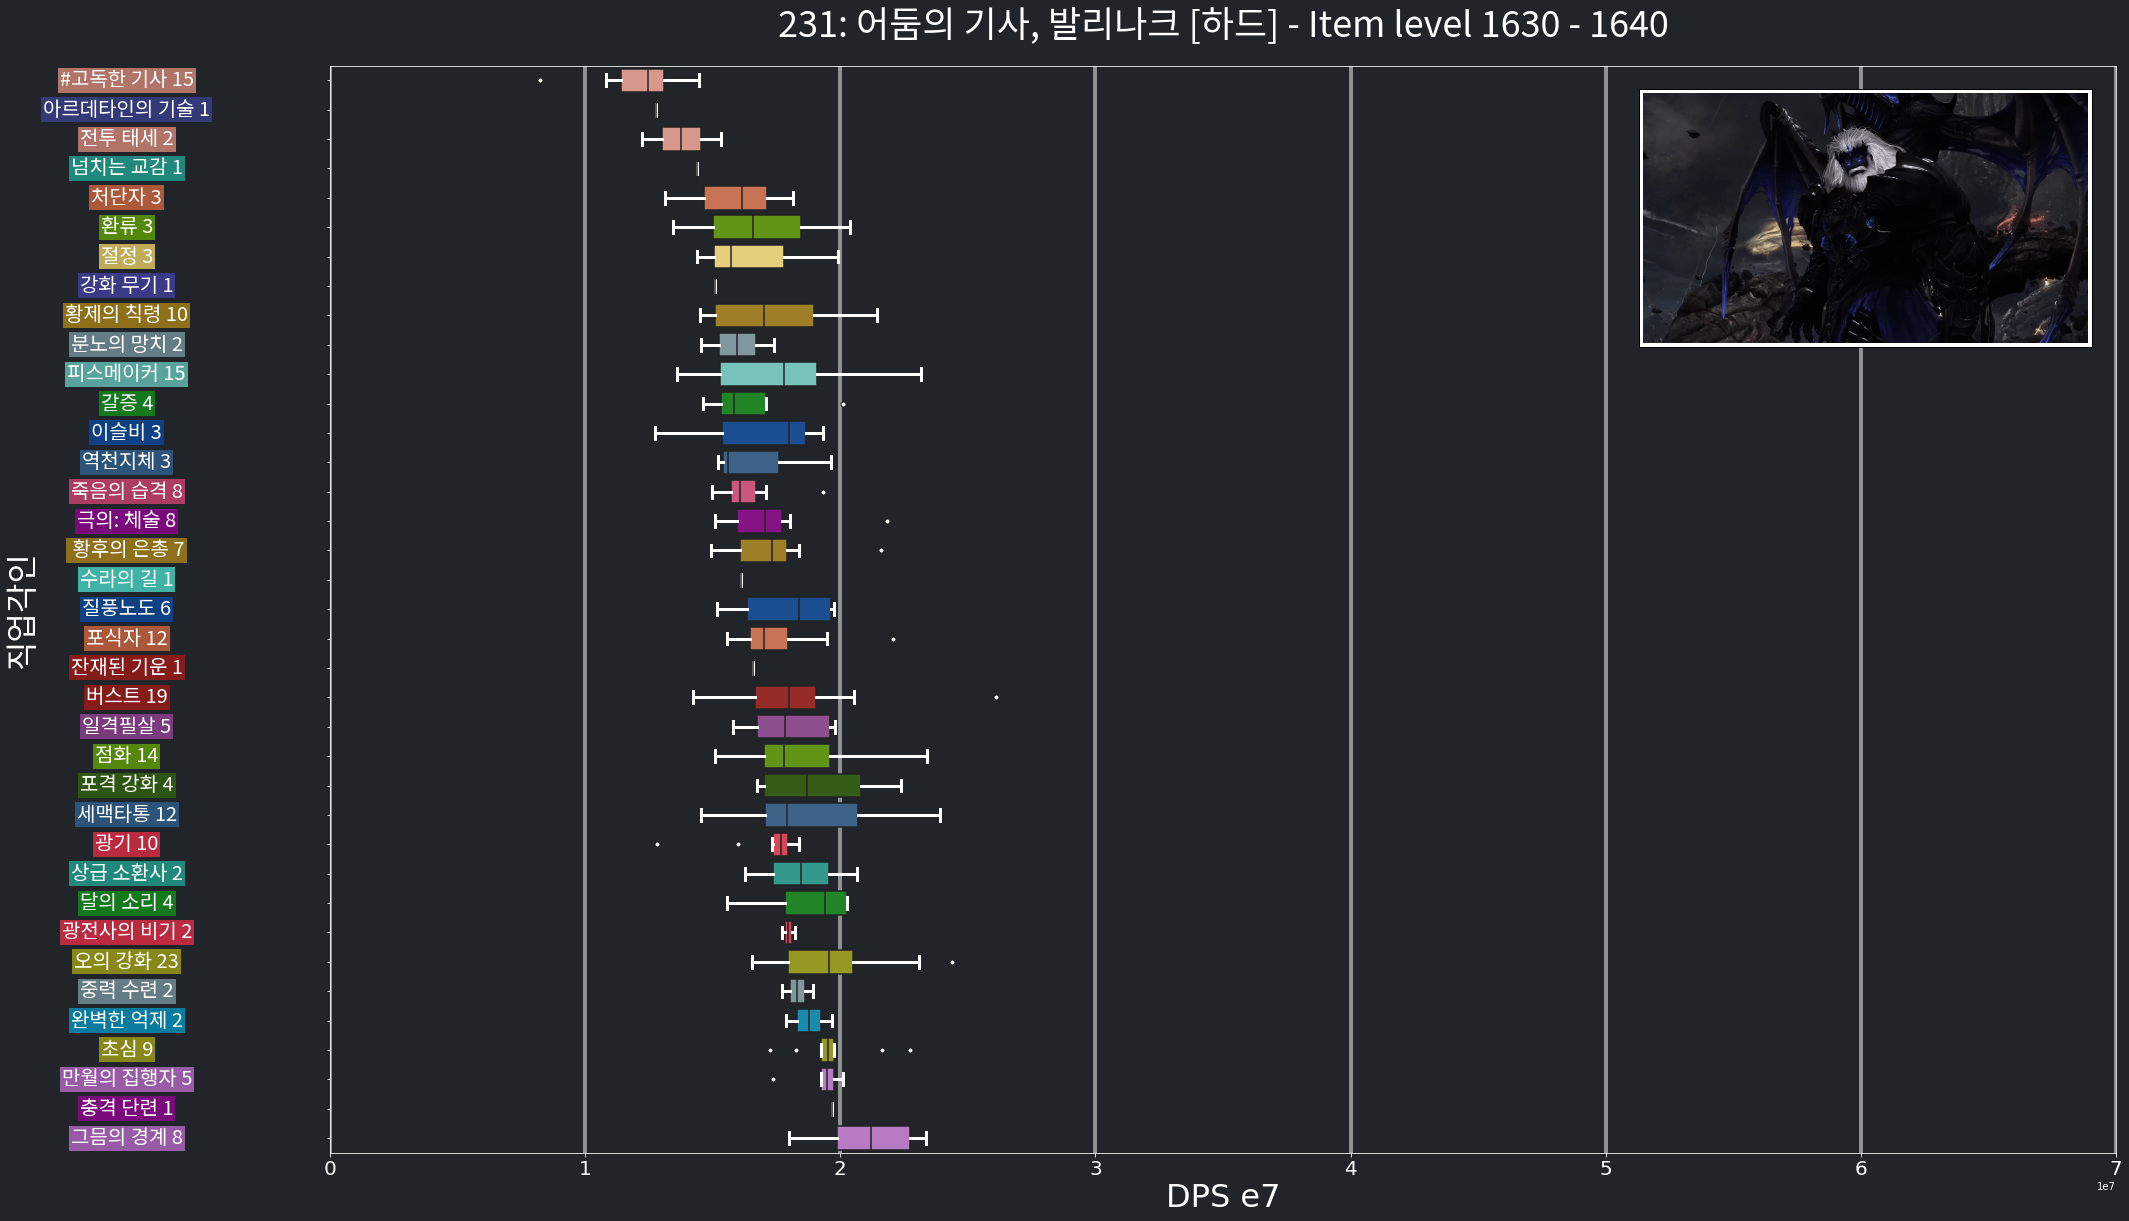 231: 어둠의 기사, 발리나크 [하드] - Item level 1630 - 1640
#고독한 기사 15
아르데타인의 기술 1
전투 태세 2
넘치는 교감 1
처단자 3
환류 3
절정 3
강화 무기 1
황제의 칙령 10
분노의 망치 2
피스메이커 15
갈증 4
이슬비 3
역천지체 3
죽음의 습격 8
극의: 체술 8
황후의 은총 7
수라의 길 1
질풍노도 6
포식자 12
잔재된 기운 1
버스트 19
일격필살 5
점화 14
포격 강화 4
세맥타통 12
광기 10
상급 소환사 2
달의 소리 4
광전사의 비기 2
오의 강화 23
중력 수련 2
완벽한 억제 2
초심 9
만월의 집행자 5
충격 단련 1
그믐의 경계 8
직업각인
0 1 2 3 4 5 6 7
1e7
DPS e7